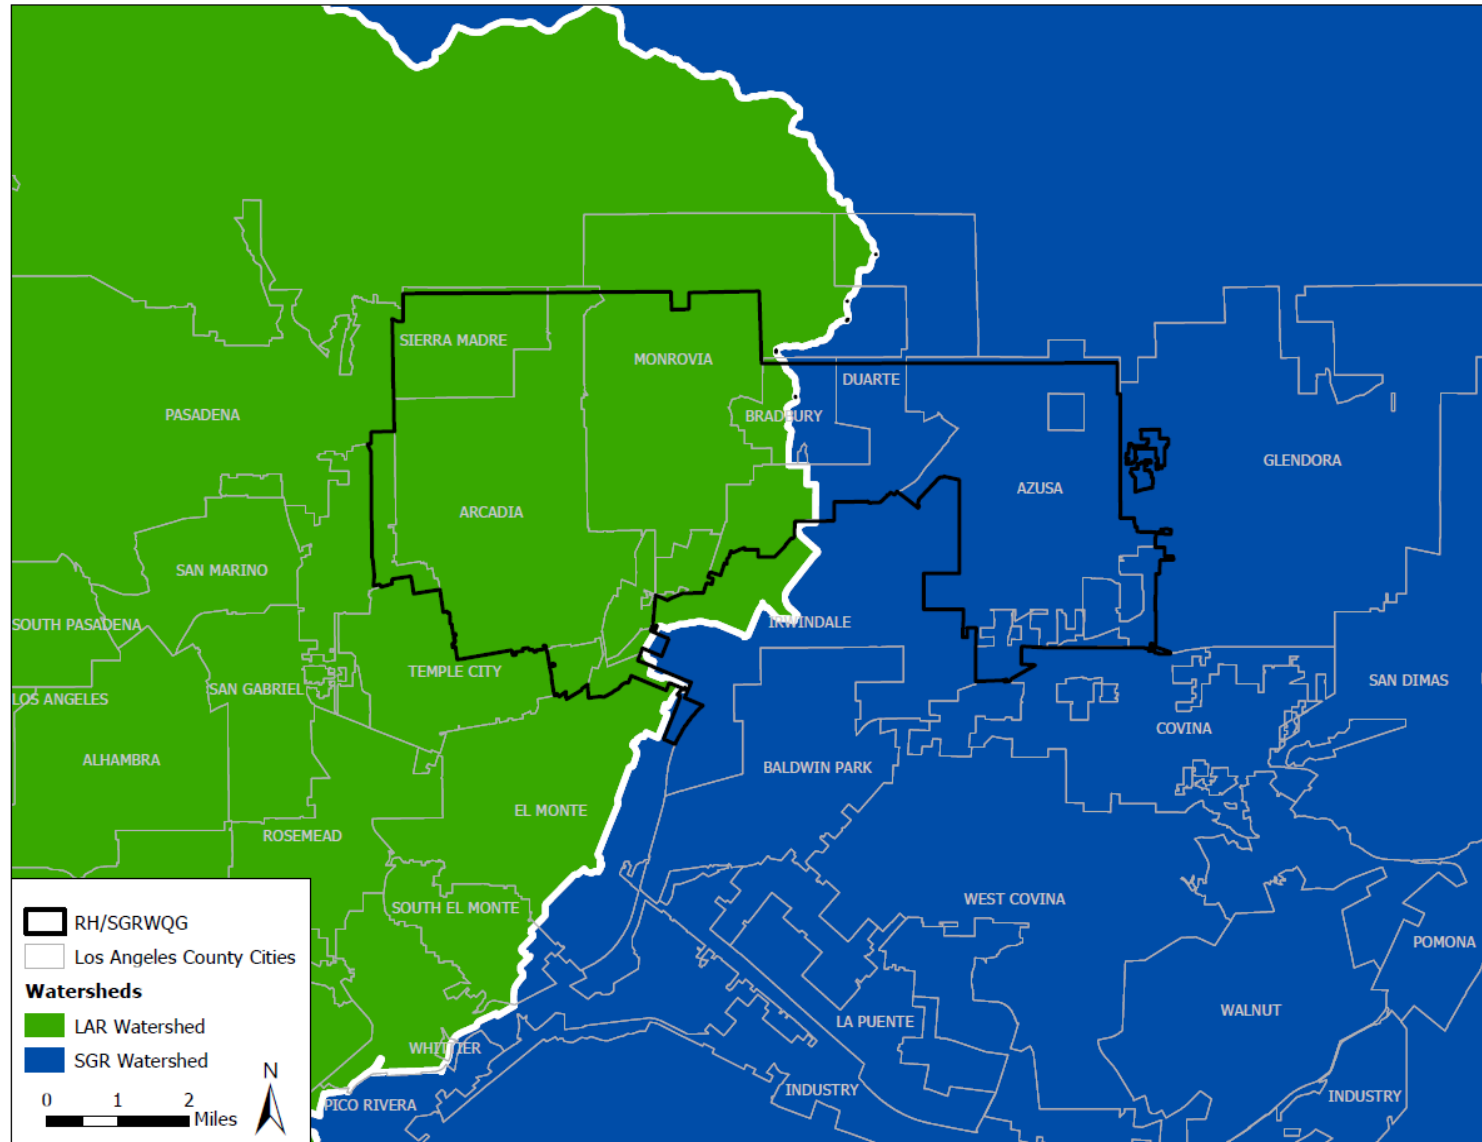 SIERRA MADRE
MONROVIA
DUARTE
PASADENA
BRADBURY
GLENDORA
AZUSA
ARCADIA
SAN MARINO
SOUTH PASADENA
IRWINDALE
TEMPLE CITY
SAN GABRIEL
SAN DIMAS
LOS ANGELES
COVINA
ALHAMBRA
BALDWIN PARK
EL MONTE
ROSEMEAD
WEST COVINA
SOUTH EL MONTE
POMONA
WALNUT
LA PUENTE
WHITTIER
INDUSTRY
INDUSTRY
PICO RIVERA
RH/SGRWQG
Los Angeles County Cities
Watersheds
LAR Watershed
SGR Watershed
N
0 1 2
Miles